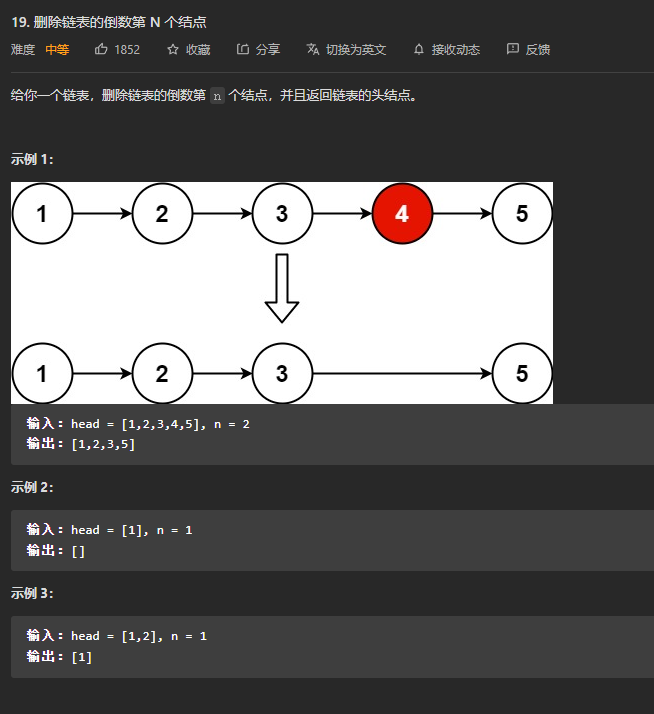 19. 删除链表的倒数第 N 个结点
难度 中等 1852 收藏 分享 切换为英文 接收动态 反馈
给你一个链表，删除链表的倒数第 n 个结点，并且返回链表的头结点。
示例 1：
1 2 3 4 5
1 2 3 5
输入：head = [1,2,3,4,5], n = 2
输出：[1,2,3,5]
示例 2：
输入：head = [1], n = 1
输出：[]
示例 3：
输入：head = [1,2], n = 1
输出：[1]